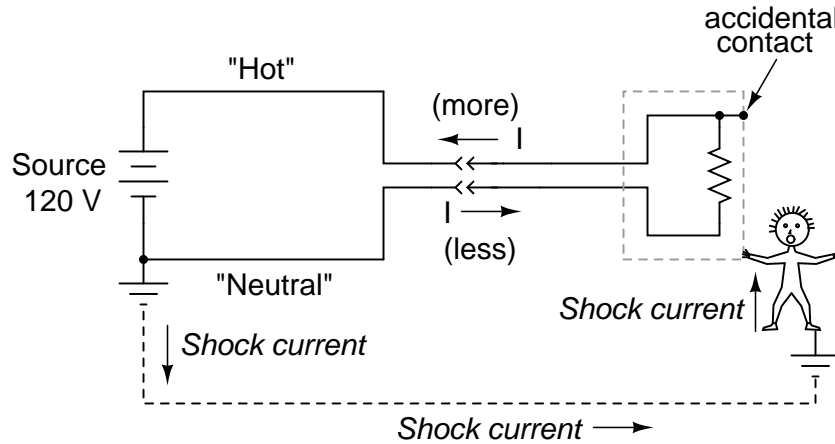 accidental
contact
"Hot"
(more)
I
Source
120 V
I
(less)
"Neutral"
Shock current
Shock current
Shock current